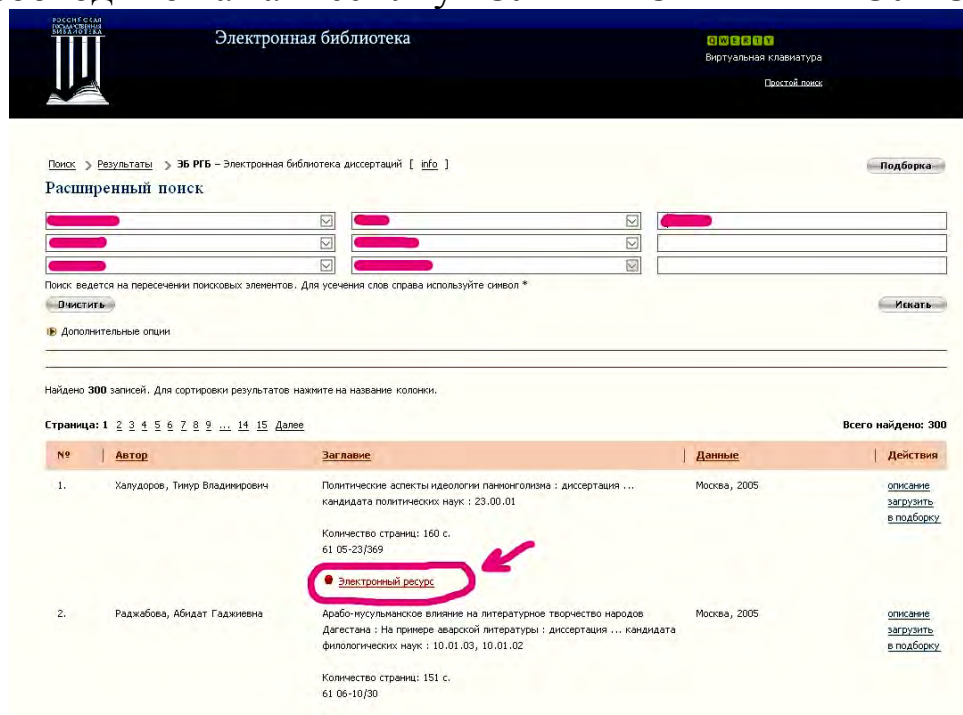 РОССИЙСКАЯ
ГОСУДАРСТВЕННАЯ
БИБЛИОТЕКА
Электронная библиотека
QWERTY
Виртуальная клавиатура
Простой поиск
Поиск > Результаты > ЭБ РГБ – Электронная библиотека диссертаций [ info ]
Подборка
Расширенный поиск
Поиск ведется на пересечении поисковых элементов. Для усечения слов справа используйте символ *
Очистить
Искать
Дополнительные опции
Найдено 300 записей. Для сортировки результатов нажмите на название колонки.
Страница: 1 2 3 4 5 6 7 8 9 ... 14 15 Далее
Всего найдено: 300
№ | Автор Заглавие | Данные | Действия
1. Халудоров, Тимур Владимирович Политические аспекты идеологии панмонголизма : диссертация ... Москва, 2005 описание
кандидата политических наук : 23.00.01 загрузить
в подборку
Количество страниц: 160 с.
61 05-23/369
Электронный ресурс
2. Раджабова, Абидат Гаджиевна Арабо-мусульманское влияние на литературное творчество народов Москва, 2005 описание
Дагестана : На примере аварской литературы : диссертация ... кандидата загрузить
филологических наук : 10.01.03, 10.01.02 в подборку
Количество страниц: 151 с.
61 06-10/30